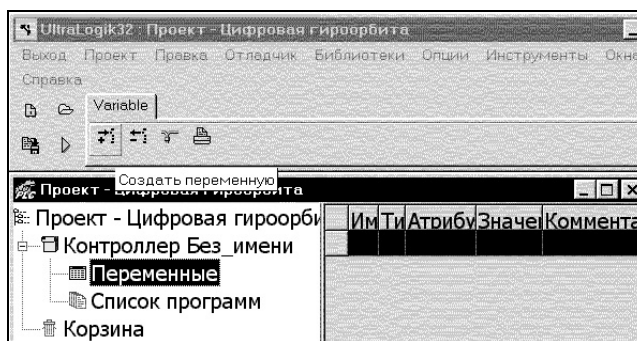 UltraLogik32 : Проект - Цифровая гироорбита
Выход Проект Правка Отладчик Библиотеки Опции Инструменты Окно
Справка
Variable
Создать переменную
Проект - Цифровая гироорбита
Проект - Цифровая гироорби
Им Ти Атрибу Значе Коммента
Контроллер Без_имени
Переменные
Список программ
Корзина